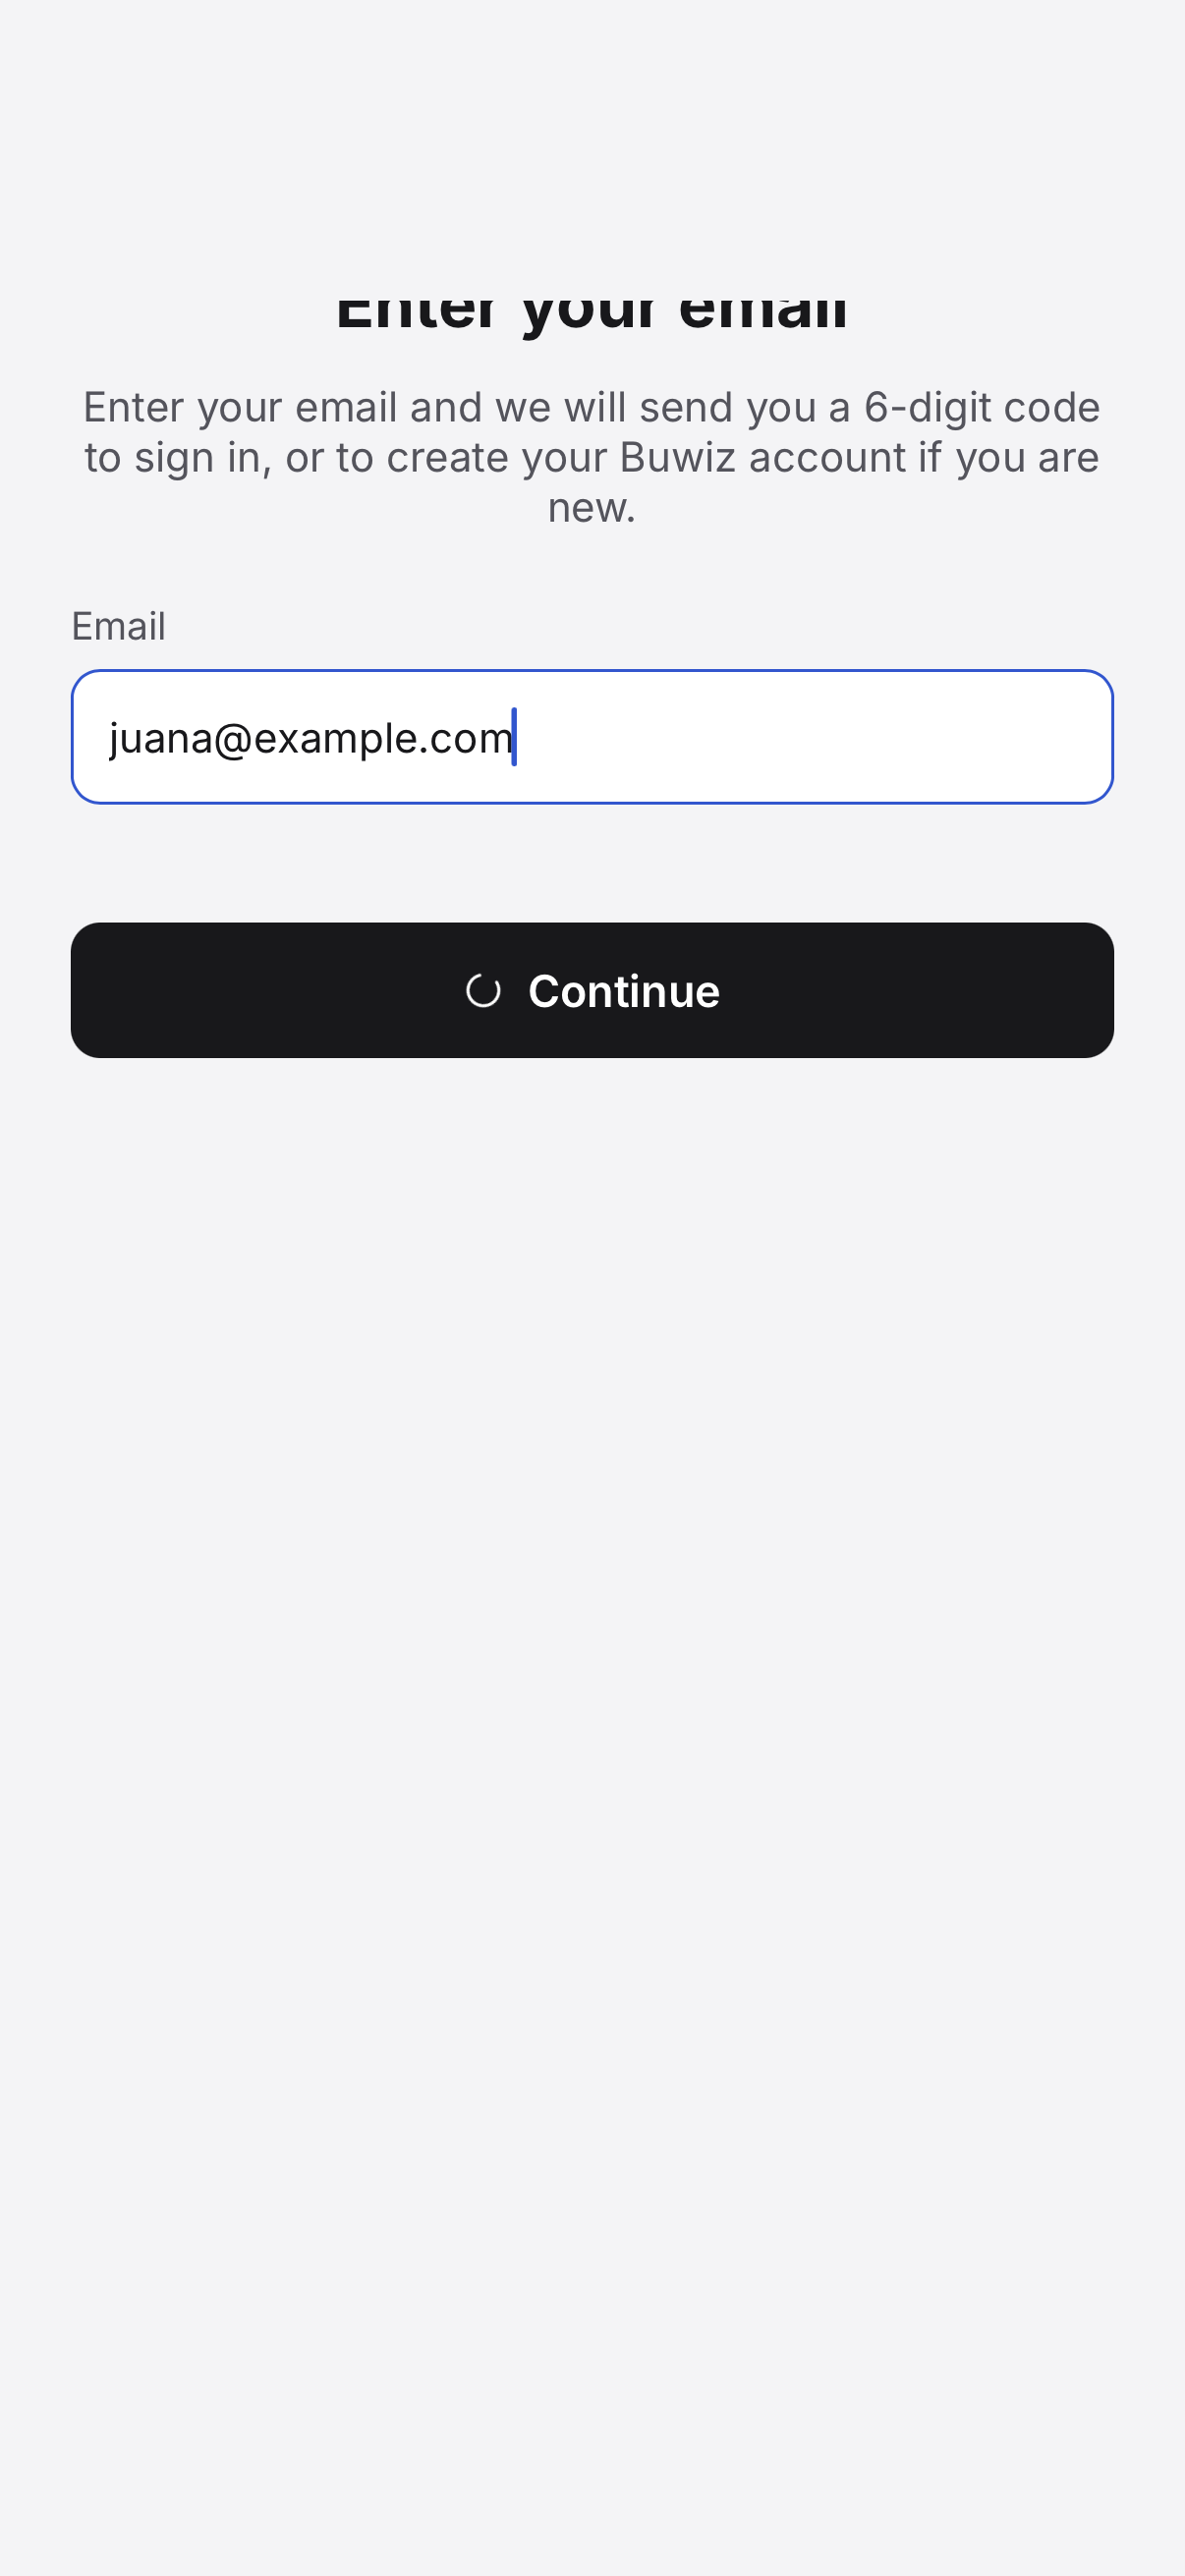 Enter your email
Enter your email and we will send you a 6-digit code
to sign in, or to create your Buwiz account if you are
new.
Email
juana@example.com
Continue